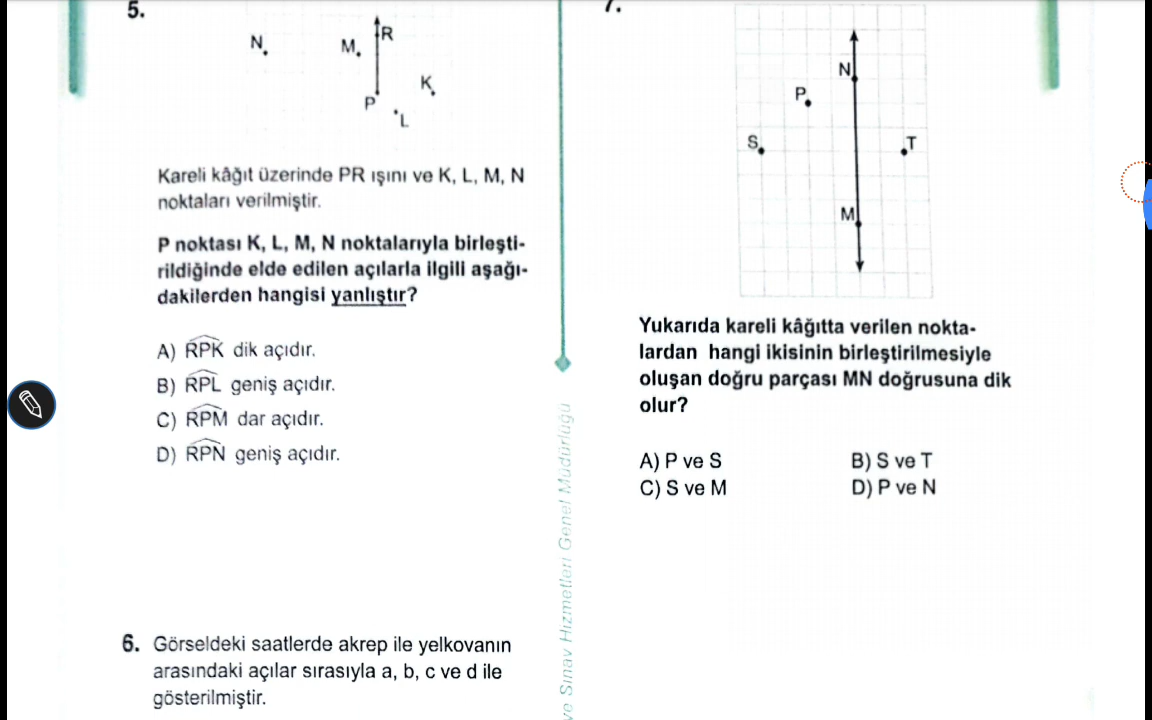 5.
N
M
R
K
P
L
Kareli kâğıt üzerinde PR ışını ve K, L, M, N
noktaları verilmiştir.
P noktası K, L, M, N noktalarıyla birleşti-
rildiğinde elde edilen açılarla ilgili aşağı-
dakilerden hangisi yanlıştır?
A) RPK dik açıdır.
B) RPL geniş açıdır.
C) RPM dar açıdır.
D) RPN geniş açıdır.
6. Görseldeki saatlerde akrep ile yelkovanın
arasındaki açılar sırasıyla a, b, c ve d ile
gösterilmiştir.
ve Sınav Hizmetleri Genel Müdürlüğü
7.
N
P
S
T
M
Yukarıda kareli kâğıtta verilen nokta-
lardan hangi ikisinin birleştirilmesiyle
oluşan doğru parçası MN doğrusuna dik
olur?
A) P ve S
B) S ve T
C) S ve M
D) P ve N